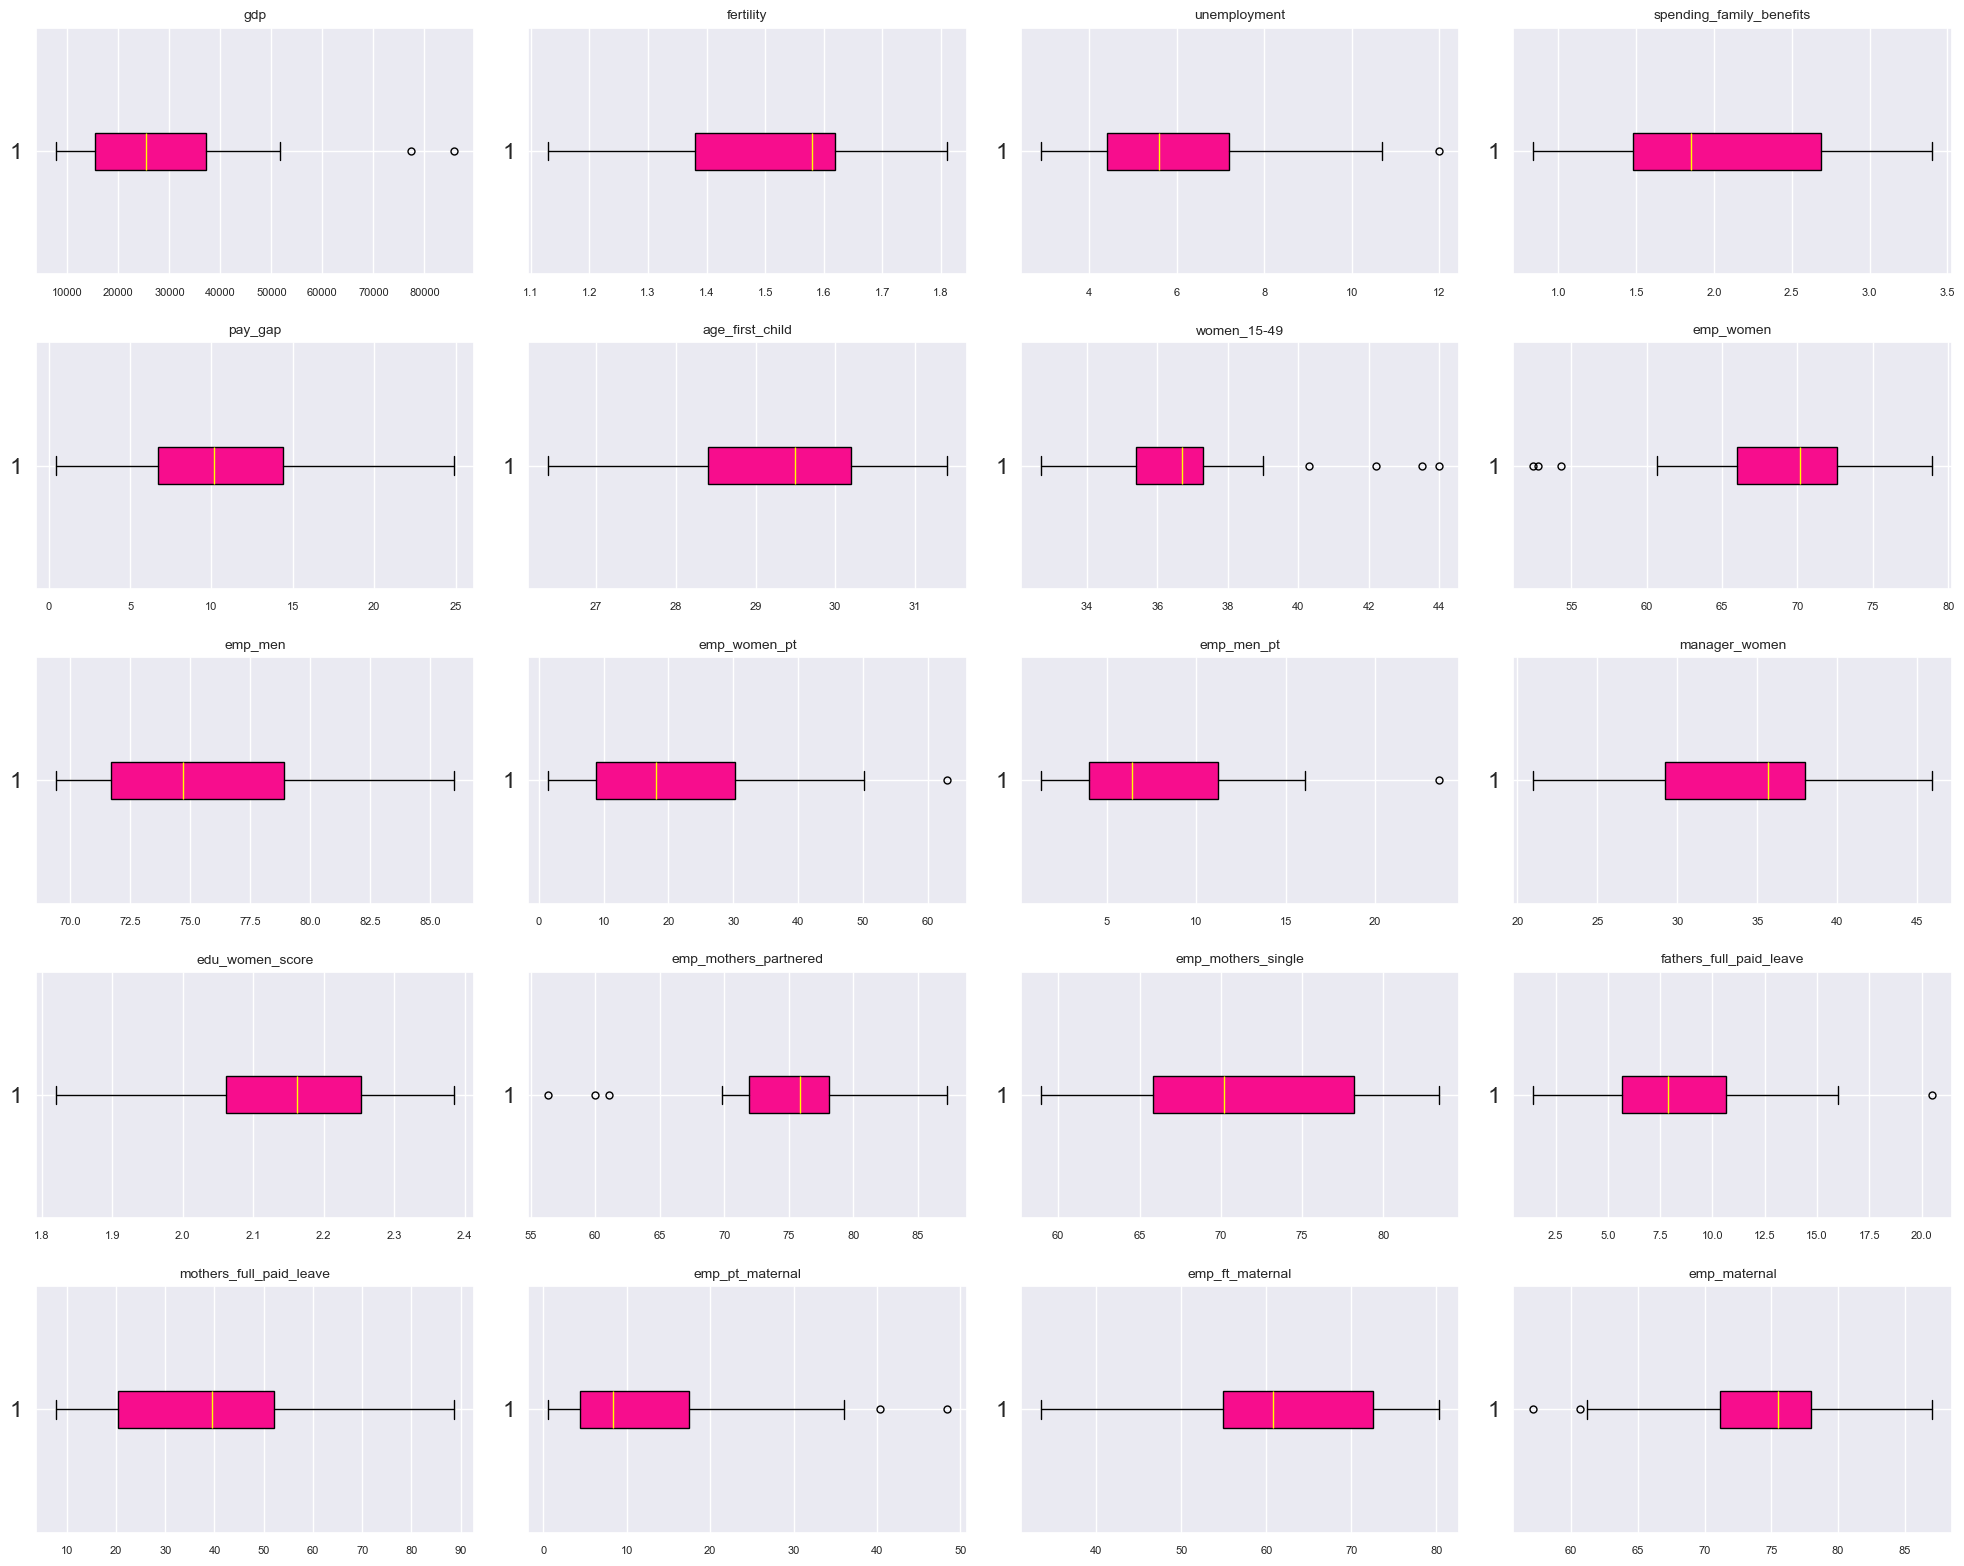 gdp fertility unemployment spending_family_benefits
1 1 1 1
10000 20000 30000 40000 50000 60000 70000 80000 1.1 1.2 1.3 1.4 1.5 1.6 1.7 1.8 4 6 8 10 12 1.0 1.5 2.0 2.5 3.0 3.5
pay_gap age_first_child women_15-49 emp_women
1 1 1 1
0 5 10 15 20 25 27 28 29 30 31 34 36 38 40 42 44 55 60 65 70 75 80
emp_men emp_women_pt emp_men_pt manager_women
1 1 1 1
70.0 72.5 75.0 77.5 80.0 82.5 85.0 0 10 20 30 40 50 60 5 10 15 20 20 25 30 35 40 45
edu_women_score emp_mothers_partnered emp_mothers_single fathers_full_paid_leave
1 1 1 1
1.8 1.9 2.0 2.1 2.2 2.3 2.4 55 60 65 70 75 80 85 60 65 70 75 80 2.5 5.0 7.5 10.0 12.5 15.0 17.5 20.0
mothers_full_paid_leave emp_pt_maternal emp_ft_maternal emp_maternal
1 1 1 1
10 20 30 40 50 60 70 80 90 0 10 20 30 40 50 40 50 60 70 80 60 65 70 75 80 85